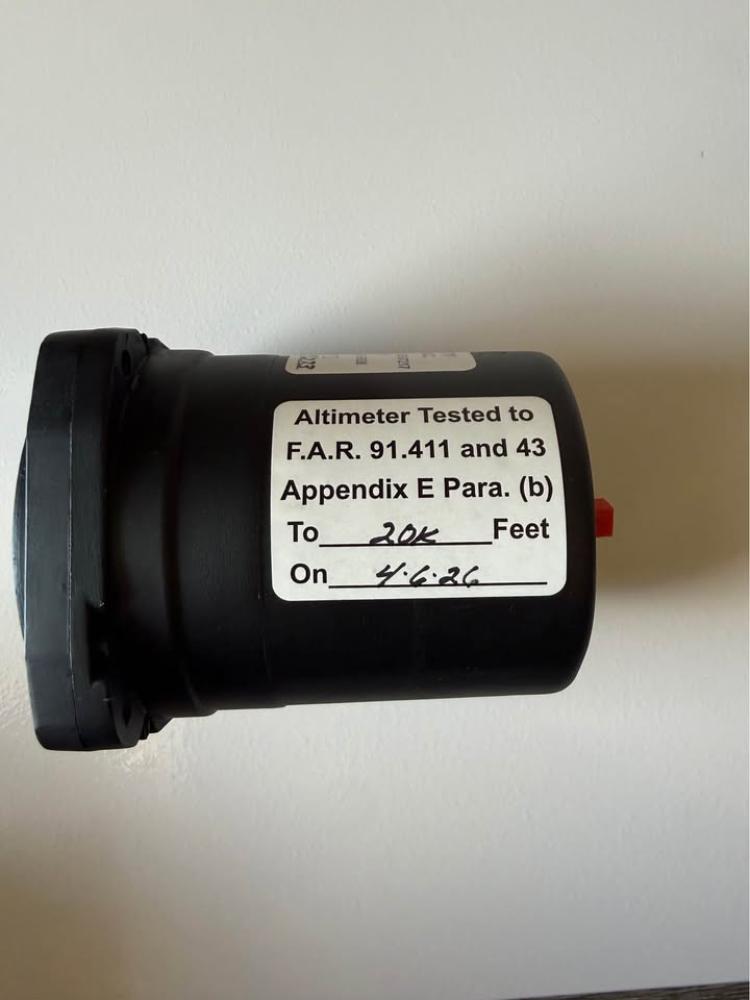 Altimeter Tested to
F.A.R. 91.411 and 43
Appendix E Para. (b)
To 20K Feet
On 4·6·26